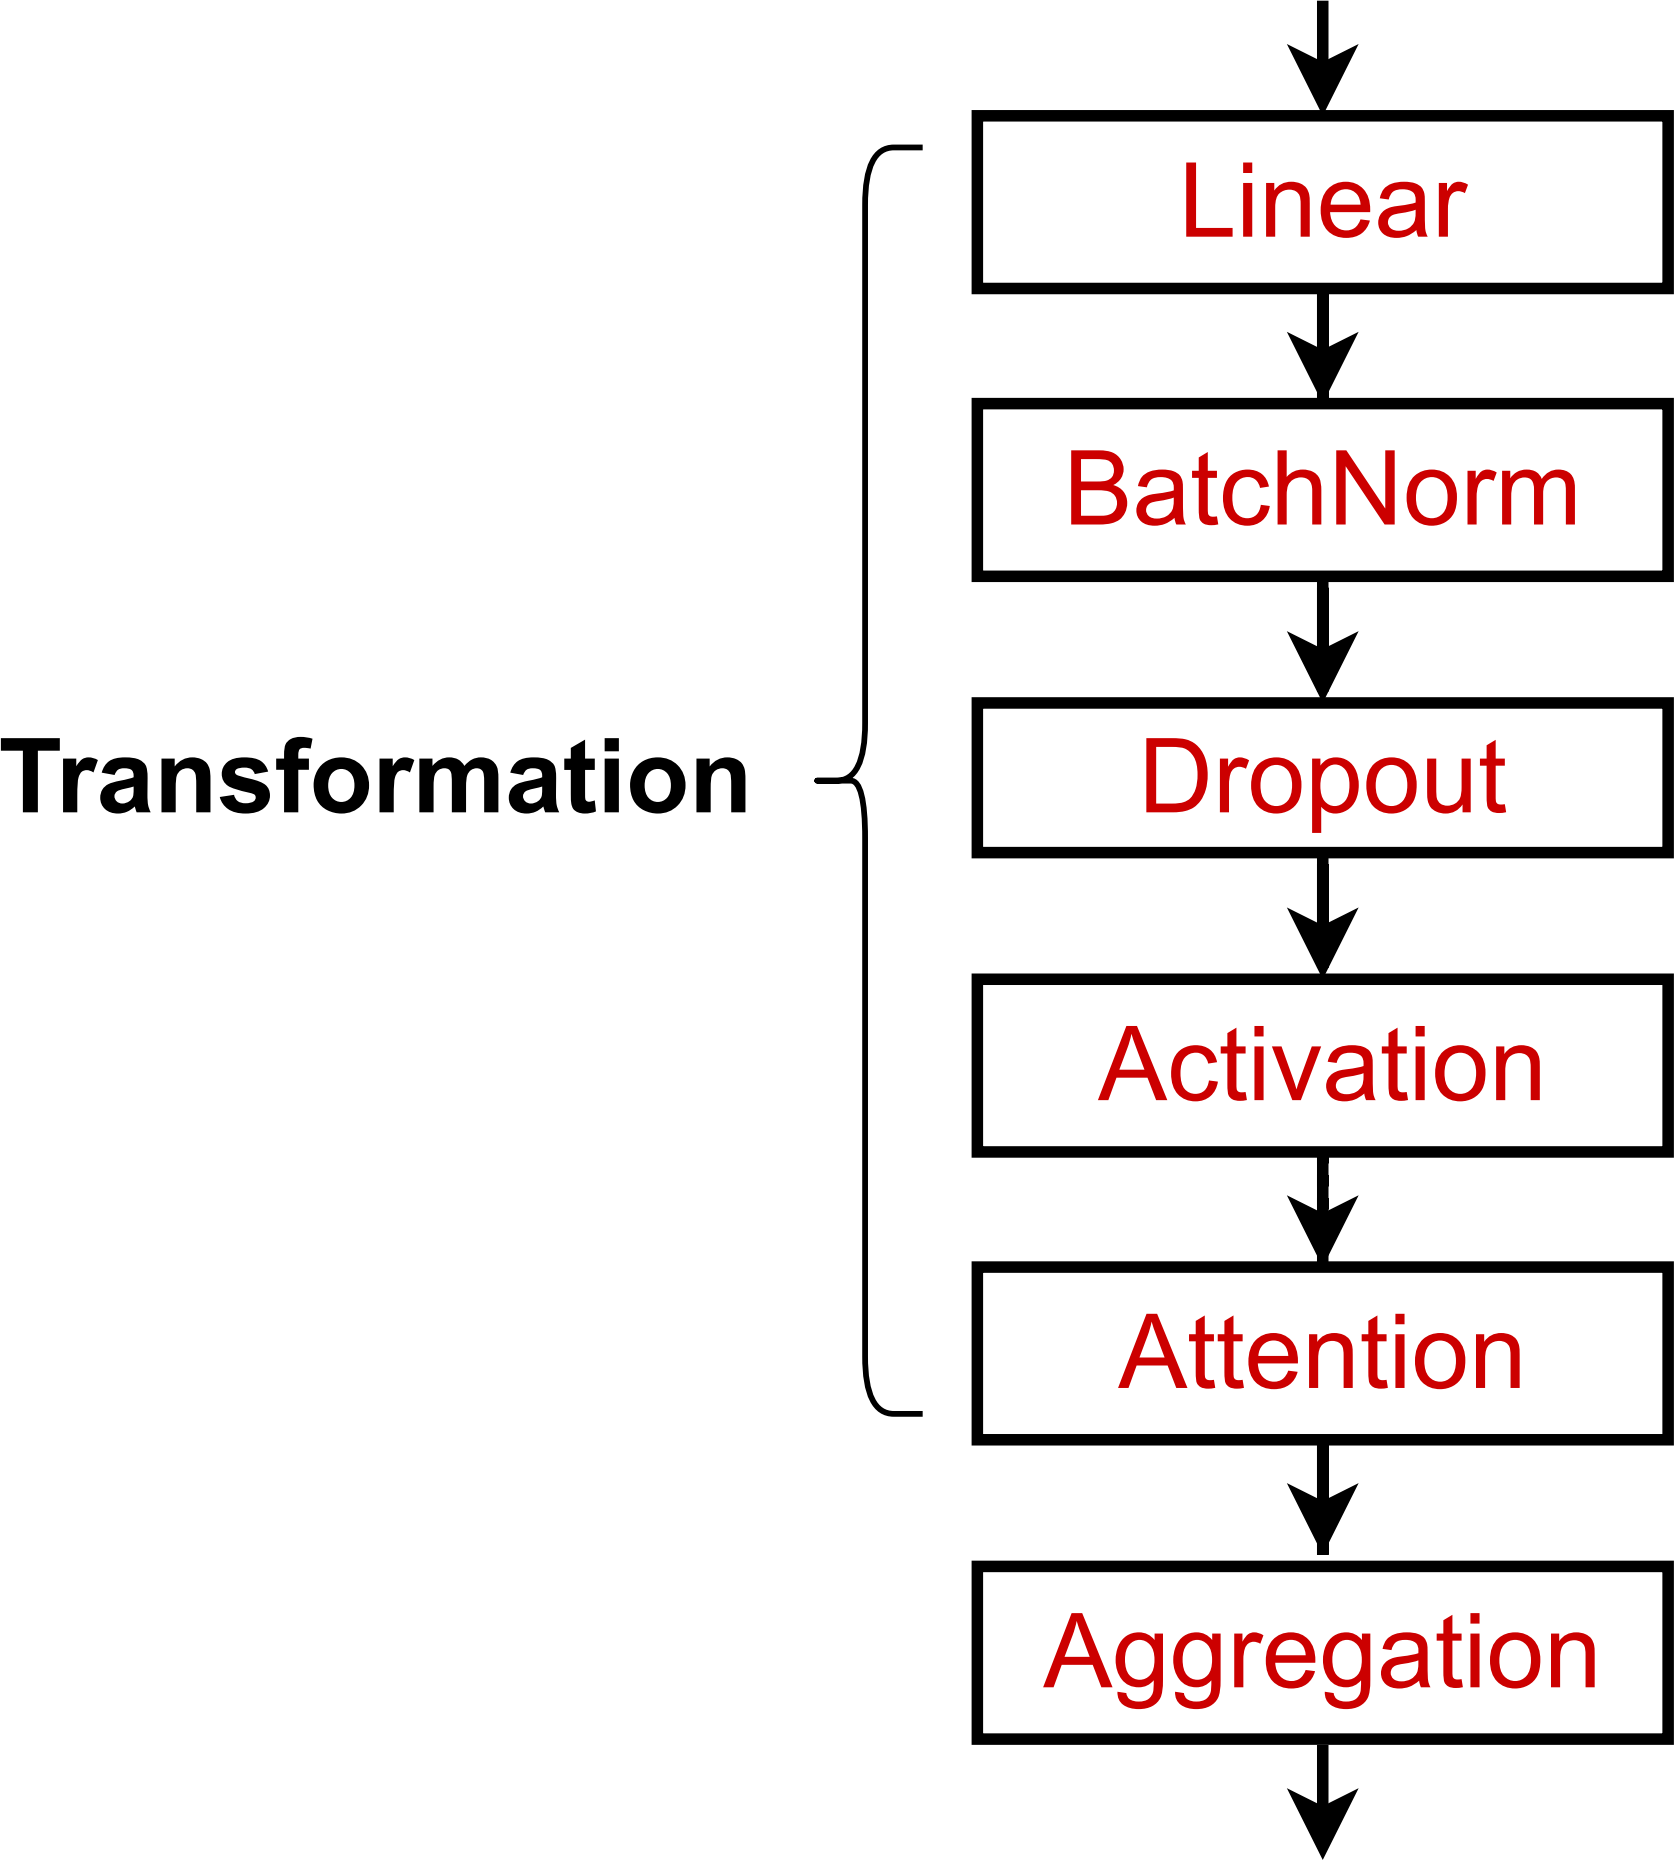 Linear
BatchNorm
Transformation
Dropout
Activation
Attention
Aggregation